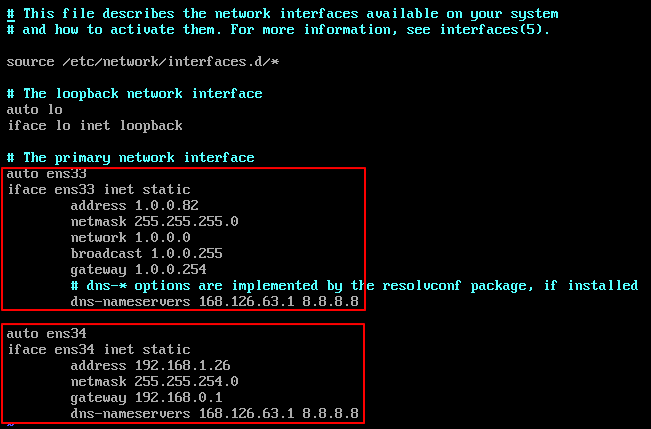 # This file describes the network interfaces available on your system
# and how to activate them. For more information, see interfaces(5).
source /etc/network/interfaces.d/*
# The loopback network interface
auto lo
iface lo inet loopback
# The primary network interface
auto ens33
iface ens33 inet static
address 1.0.0.82
netmask 255.255.255.0
network 1.0.0.0
broadcast 1.0.0.255
gateway 1.0.0.254
# dns-* options are implemented by the resolvconf package, if installed
dns-nameservers 168.126.63.1 8.8.8.8
auto ens34
iface ens34 inet static
address 192.168.1.26
netmask 255.255.254.0
gateway 192.168.0.1
dns-nameservers 168.126.63.1 8.8.8.8
~